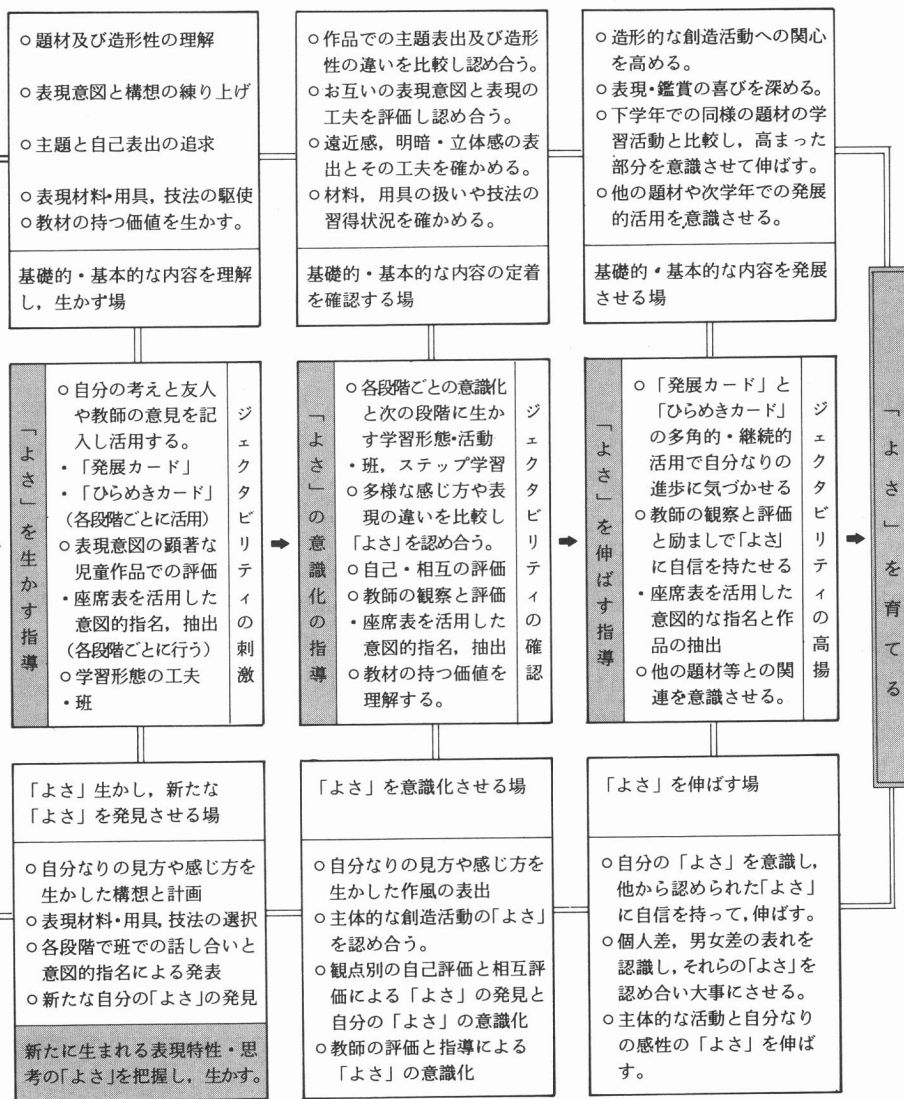 ○ 題材及び造形性の理解
○ 表現意図と構想の練り上げ
○ 主題と自己表出の追求
○ 表現材料・用具，技法の駆使
○ 教材の持つ価値を生かす。
基礎的・基本的な内容を理解
し，生かす場
○ 作品での主題表出及び造形
性の違いを比較し認め合う。
○ お互いの表現意図と表現の
工夫を評価し認め合う。
○ 遠近感，明暗・立体感の表
出とその工夫を確かめる。
○ 材料，用具の扱いや技法の
習得状況を確かめる。
基礎的・基本的な内容の定着
を確認する場
○ 造形的な創造活動への関心
を高める。
○ 表現・鑑賞の喜びを深める。
○ 下学年での同様の題材の学
習活動と比較し，高まった
部分を意識させて伸ばす。
○ 他の題材や次学年での発展
的活用を意識させる。
基礎的・基本的な内容を発展
させる場
「よさ」を生かす指導
○ 自分の考えと友人
や教師の意見を記
入し活用する。
・「発展カード」
・「ひらめきカード」
（各段階ごとに活用）
○ 表現意図の顕著な
児童作品での評価
・座席表を活用した
意図的指名，抽出
（各段階ごとに行う）
○ 学習形態の工夫
・班
ジェクタビリティの刺激
「よさ」の意識化の指導
○ 各段階ごとの意識化
と次の段階に生か
す学習形態・活動
・班，ステップ学習
○ 多様な感じ方や表
現の違いを比較し
「よさ」を認め合う。
○ 自己・相互の評価
○ 教師の観察と評価
・座席表を活用した
意図的指名，抽出
○ 教材の持つ価値を
理解する。
ジェクタビリティの確認
「よさ」を伸ばす指導
○ 「発展カード」と
「ひらめきカード」
の多角的・継続的
活用で自分なりの
進歩に気づかせる
○ 教師の観察と評価
と励ましで「よさ」
に自信を持たせる
・座席表を活用した
意図的な指名と作
品の抽出
○ 他の題材等との関
連を意識させる。
ジェクタビリティの高揚
「よさ」を育てる
「よさ」生かし，新たな
「よさ」を発見させる場
○ 自分なりの見方や感じ方を
生かした構想と計画
○ 表現材料・用具，技法の選択
○ 各段階で班での話し合いと
意図的指名による発表
○ 新たな自分の「よさ」の発見
新たに生まれる表現特性・思
考の「よさ」を把握し，生かす。
「よさ」を意識化させる場
○ 自分なりの見方や感じ方を
生かした作風の表出
○ 主体的な創造活動の「よさ」
を認め合う。
○ 観点別の自己評価と相互評
価による「よさ」の発見と
自分の「よさ」の意識化
○ 教師の評価と指導による
「よさ」の意識化
「よさ」を伸ばす場
○ 自分の「よさ」を意識し，
他から認められた「よさ」
に自信を持って，伸ばす。
○ 個人差，男女差の表れを
認識し，それらの「よさ」を
認め合い大事にさせる。
○ 主体的な活動と自分なり
の感性の「よさ」を伸ば
す。